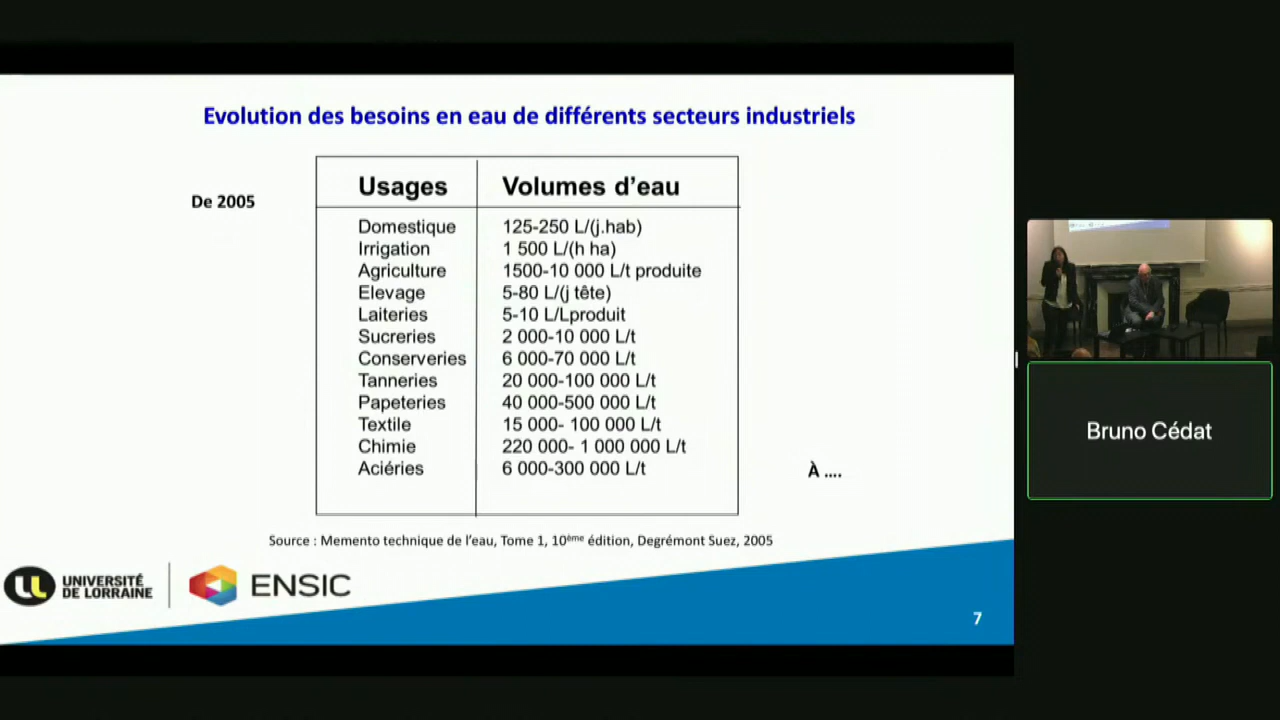 Evolution des besoins en eau de différents secteurs industriels
De 2005
Usages Volumes d’eau
Domestique 125-250 L/(j.hab)
Irrigation 1 500 L/(h ha)
Agriculture 1500-10 000 L/t produite
Elevage 5-80 L/(j tête)
Laiteries 5-10 L/Lproduit
Sucreries 2 000-10 000 L/t
Conserveries 6 000-70 000 L/t
Tanneries 20 000-100 000 L/t
Papeteries 40 000-500 000 L/t
Textile 15 000- 100 000 L/t
Chimie 220 000- 1 000 000 L/t
Aciéries 6 000-300 000 L/t
À ....
Source : Memento technique de l’eau, Tome 1, 10ème édition, Degrémont Suez, 2005
UNIVERSITÉ
DE LORRAINE
ENSIC
7
Bruno Cédat